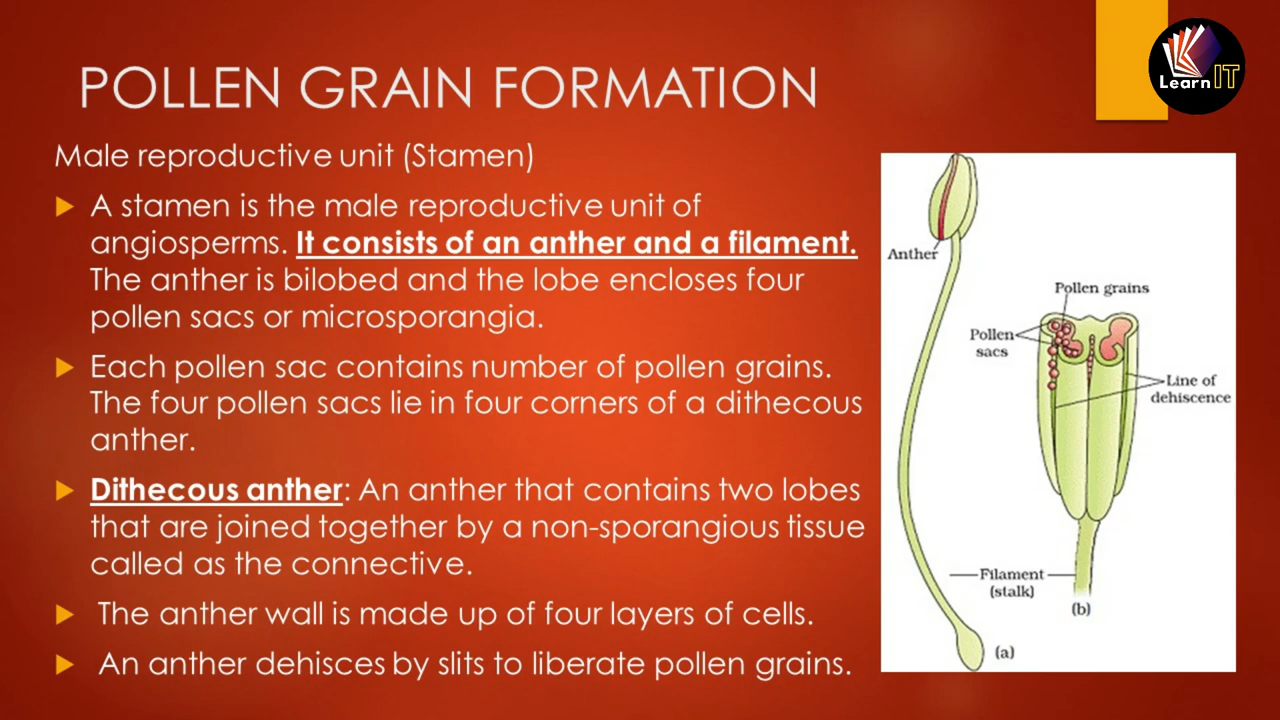 Learn IT
POLLEN GRAIN FORMATION
Male reproductive unit (Stamen)
A stamen is the male reproductive unit of
angiosperms. It consists of an anther and a filament.
The anther is bilobed and the lobe encloses four
pollen sacs or microsporangia.
Each pollen sac contains number of pollen grains.
The four pollen sacs lie in four corners of a dithecous
anther.
Dithecous anther: An anther that contains two lobes
that are joined together by a non-sporangious tissue
called as the connective.
The anther wall is made up of four layers of cells.
An anther dehisces by slits to liberate pollen grains.
Anther
Pollen grains
Pollen
sacs
Line of
dehiscence
Filament
(stalk)
(b)
(a)